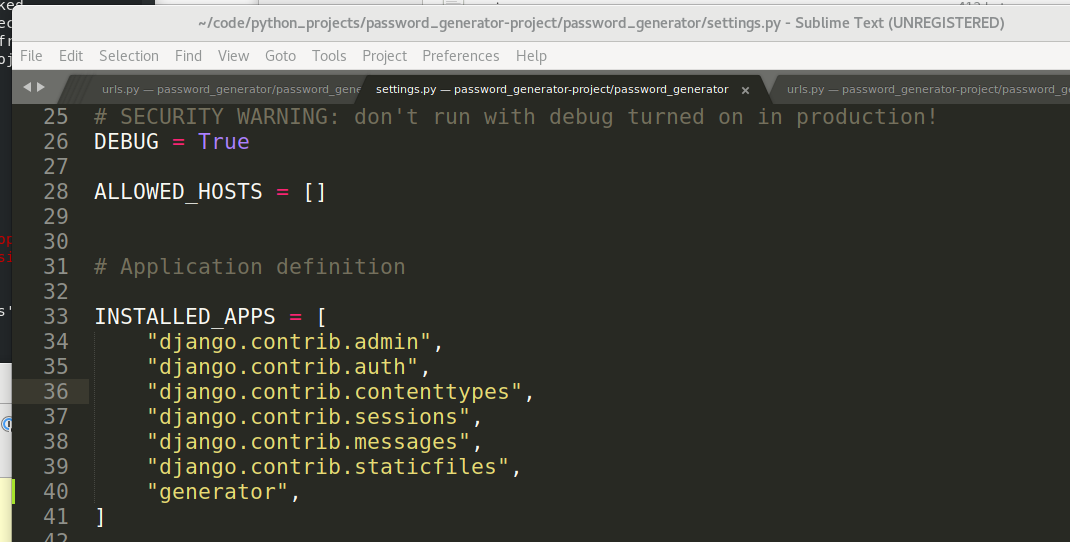 ~/code/python_projects/password_generator-project/password_generator/settings.py - Sublime Text (UNREGISTERED)
File Edit Selection Find View Goto Tools Project Preferences Help
urls.py — password_generator/password_gene settings.py — password_generator-project/password_generator × urls.py — password_generator-project/password_g
25 # SECURITY WARNING: don't run with debug turned on in production!
26 DEBUG = True
27
28 ALLOWED_HOSTS = []
29
30
31 # Application definition
32
33 INSTALLED_APPS = [
34 "django.contrib.admin",
35 "django.contrib.auth",
36 "django.contrib.contenttypes",
37 "django.contrib.sessions",
38 "django.contrib.messages",
39 "django.contrib.staticfiles",
40 "generator",
41 ]
42